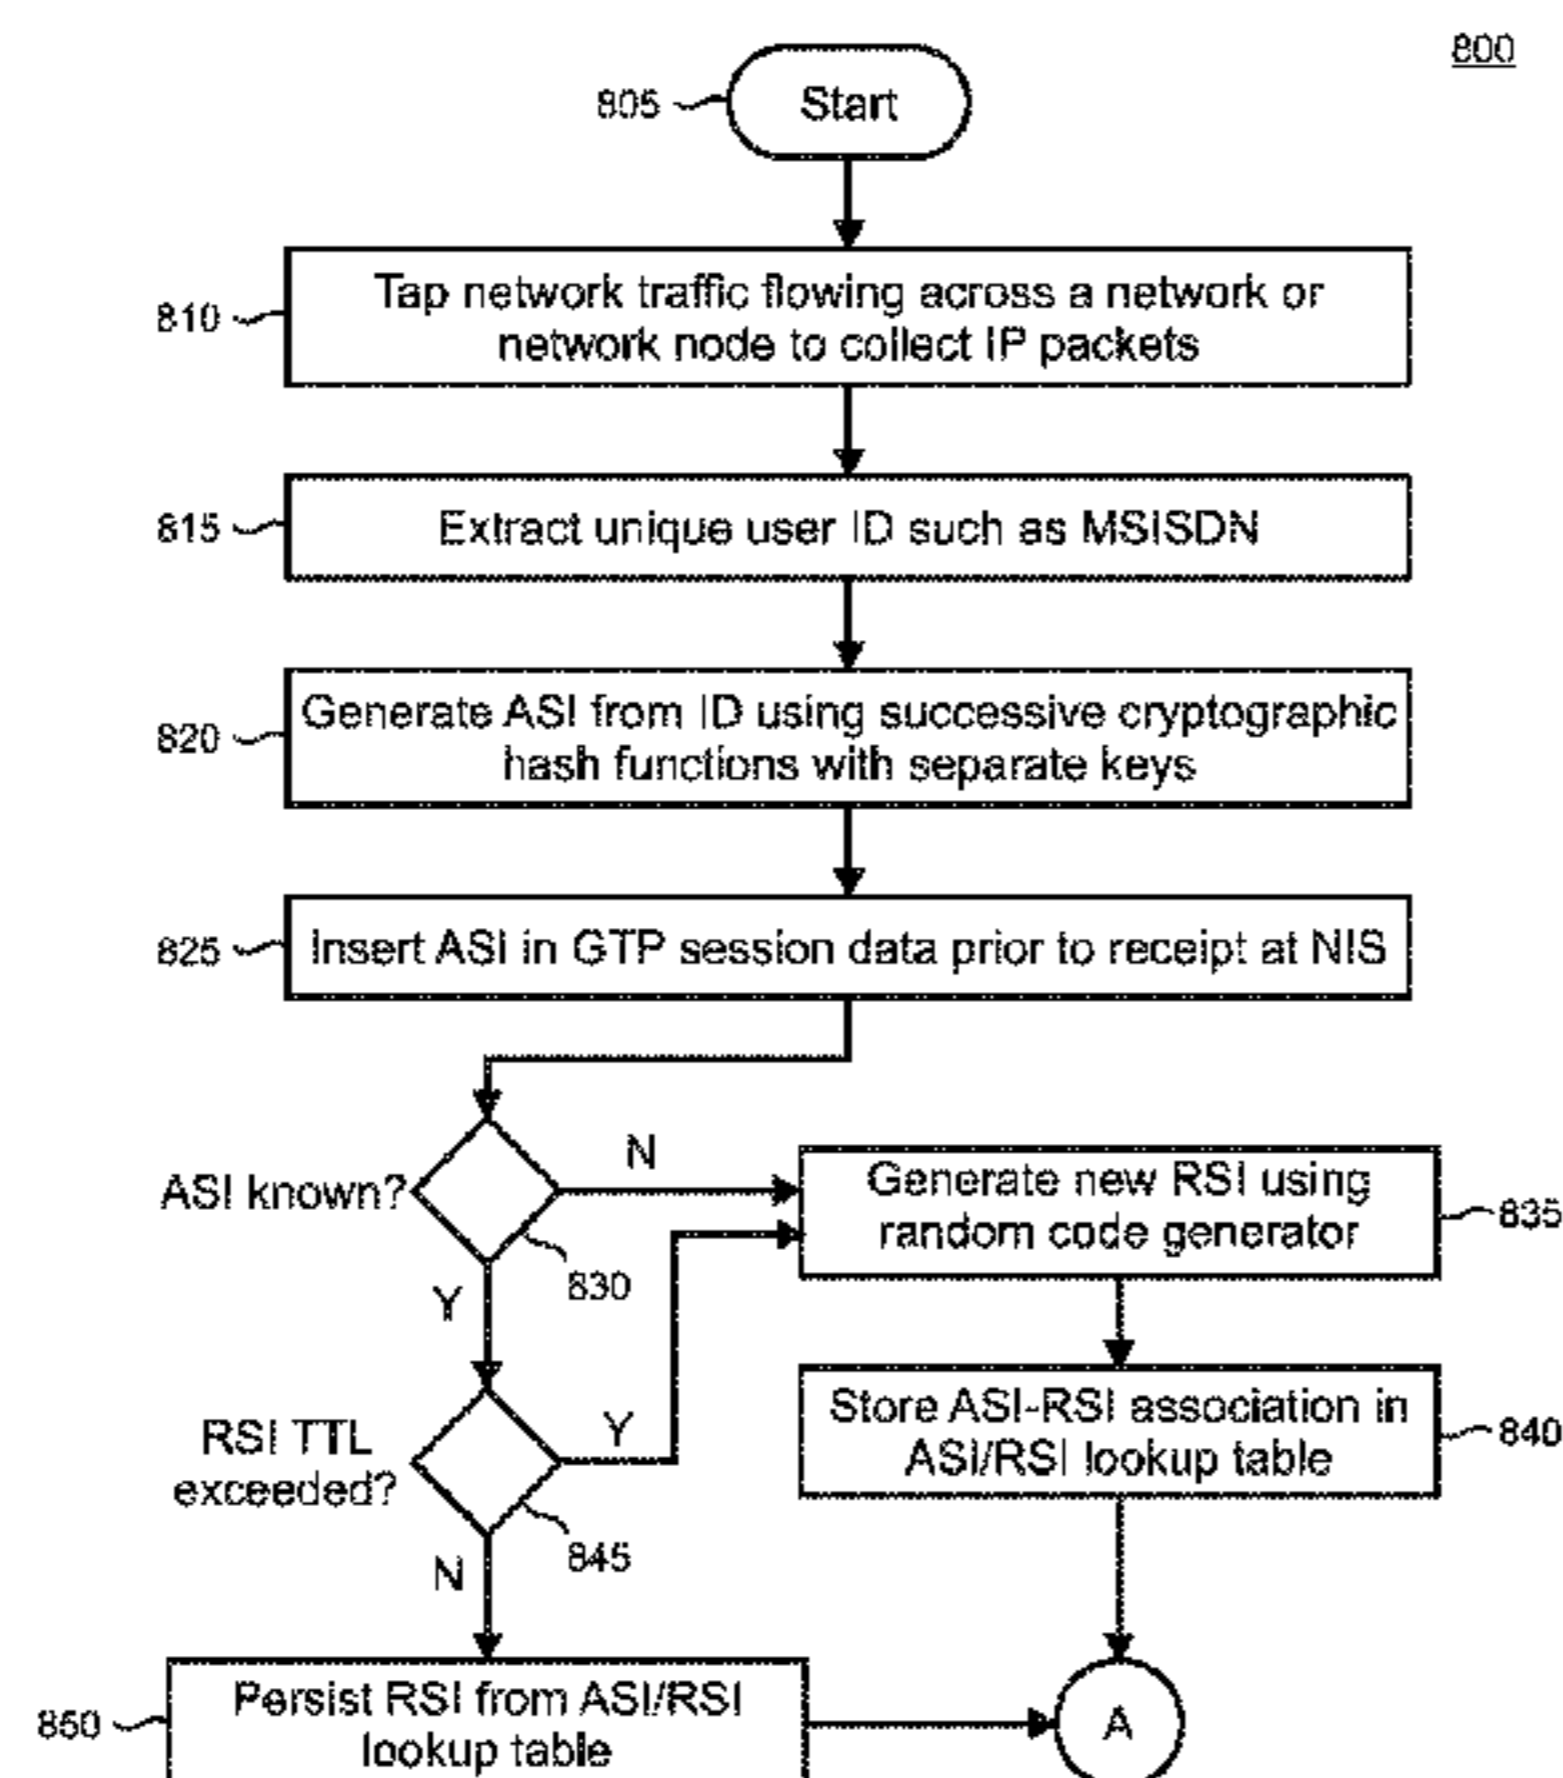 800
805
Start
810
Tap network traffic flowing across a network or
network node to collect IP packets
815
Extract unique user ID such as MSISDN
820
Generate ASI from ID using successive cryptographic
hash functions with separate keys
825
Insert ASI in GTP session data prior to receipt at NIS
ASI known?
N
830
Y
Generate new RSI using
random code generator
835
RSI TTL
exceeded?
Y
845
N
Store ASI-RSI association in
ASI/RSI lookup table
840
850
Persist RSI from ASI/RSI
lookup table
A